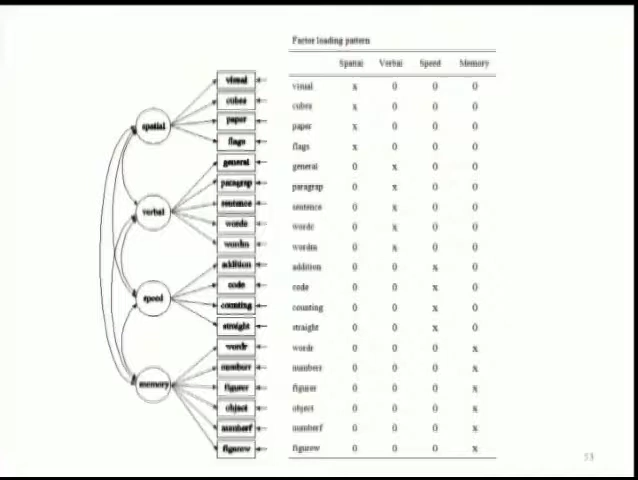 Factor loading pattern
Spatial Verbal Speed Memory
visual x 0 0 0
cubes x 0 0 0
paper x 0 0 0
flags x 0 0 0
general 0 x 0 0
paragrap 0 x 0 0
sentence 0 x 0 0
wordc 0 x 0 0
wordm 0 x 0 0
addition 0 0 x 0
code 0 0 x 0
counting 0 0 x 0
straight 0 0 x 0
wordr 0 0 0 x
numberr 0 0 0 x
figurer 0 0 0 x
object 0 0 0 x
numberf 0 0 0 x
figurew 0 0 0 x
visual
cubes
paper
flags
general
paragrap
sentence
wordc
wordm
addition
code
counting
straight
wordr
numberr
figurer
object
numberf
figurew
spatial
verbal
speed
memory
53